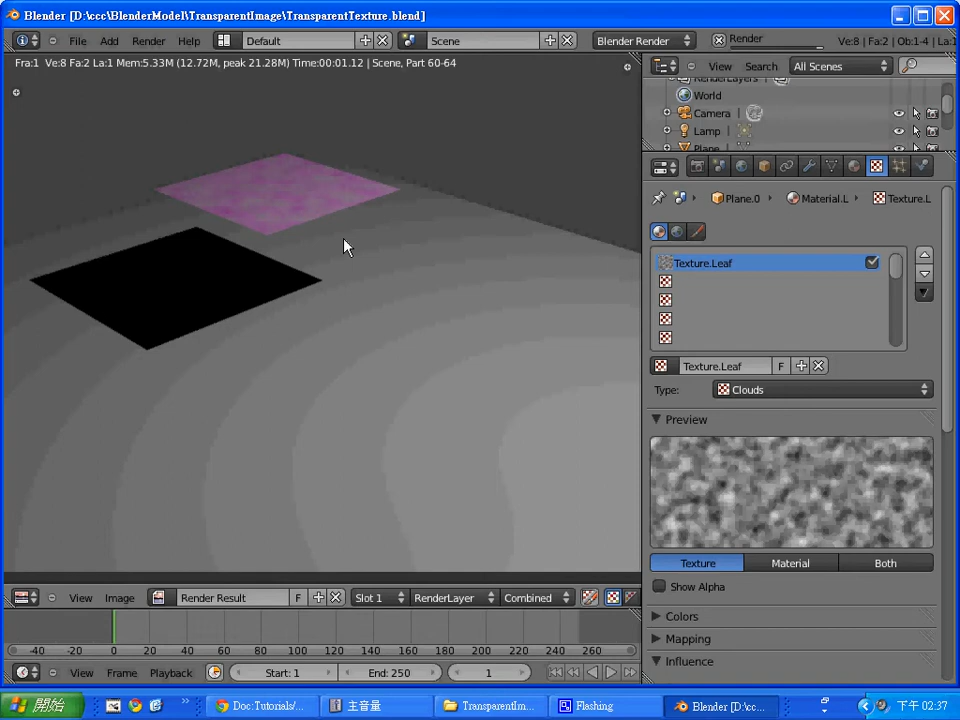 Blender [D:\ccc\BlenderModel\TransparentImage\TransparentTexture.blend]
File Add Render Help Default Scene Blender Render Render Ve:8 | Fa:2 | Ob:1-4 | La:1
Fra:1 Ve:8 Fa:2 La:1 Mem:5.33M (12.72M, peak 21.28M) Time:00:01.12 | Scene, Part 60-64
View Search All Scenes
RenderLayers
World
Camera
Lamp
Plane
Plane.0 Material.L Texture.L
Texture.Leaf
Texture.Leaf F
Type: Clouds
Preview
Texture Material Both
Show Alpha
Colors
Mapping
Influence
View Image Render Result F Slot 1 RenderLayer Combined
-40 -20 0 20 40 60 80 100 120 140 160 180 200 220 240 260
View Frame Playback Start: 1 End: 250 1
開始 Doc:Tutorials/... 主音量 TransparentIm... Flashing Blender [D:\cc... 下午 02:37